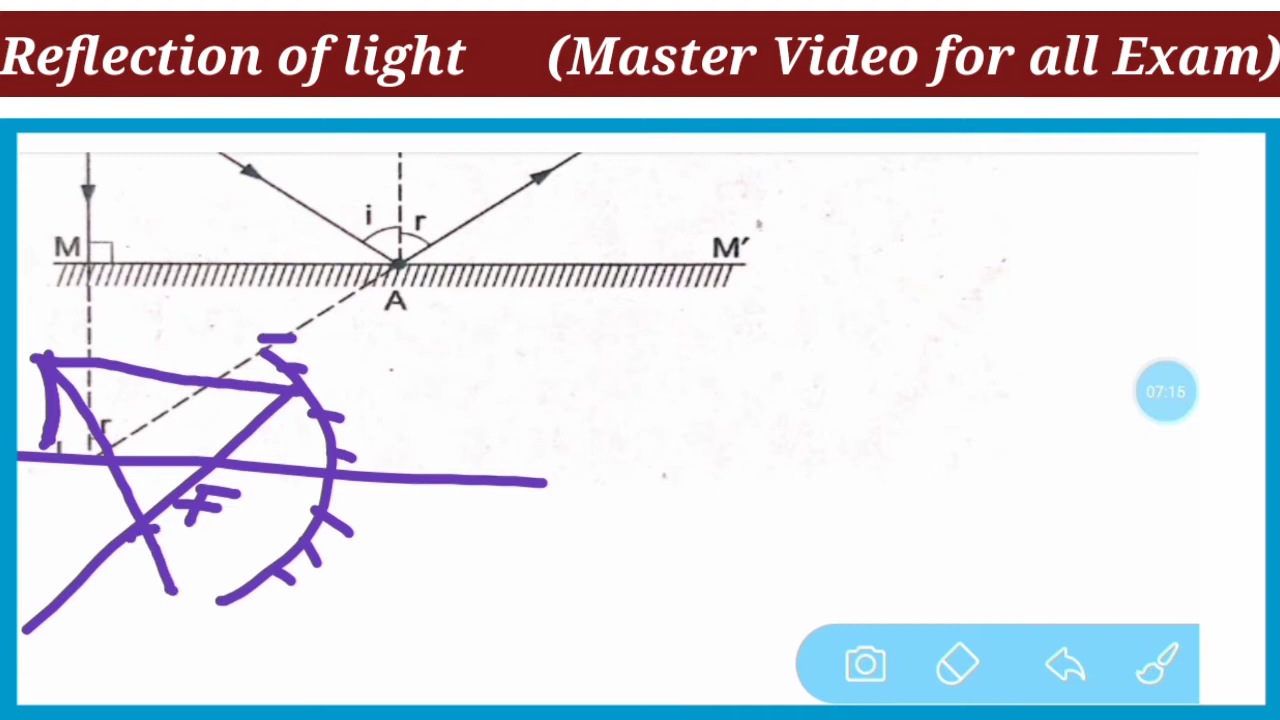 Reflection of light (Master Video for all Exam)
i r
M M′
A
07:15
r
F